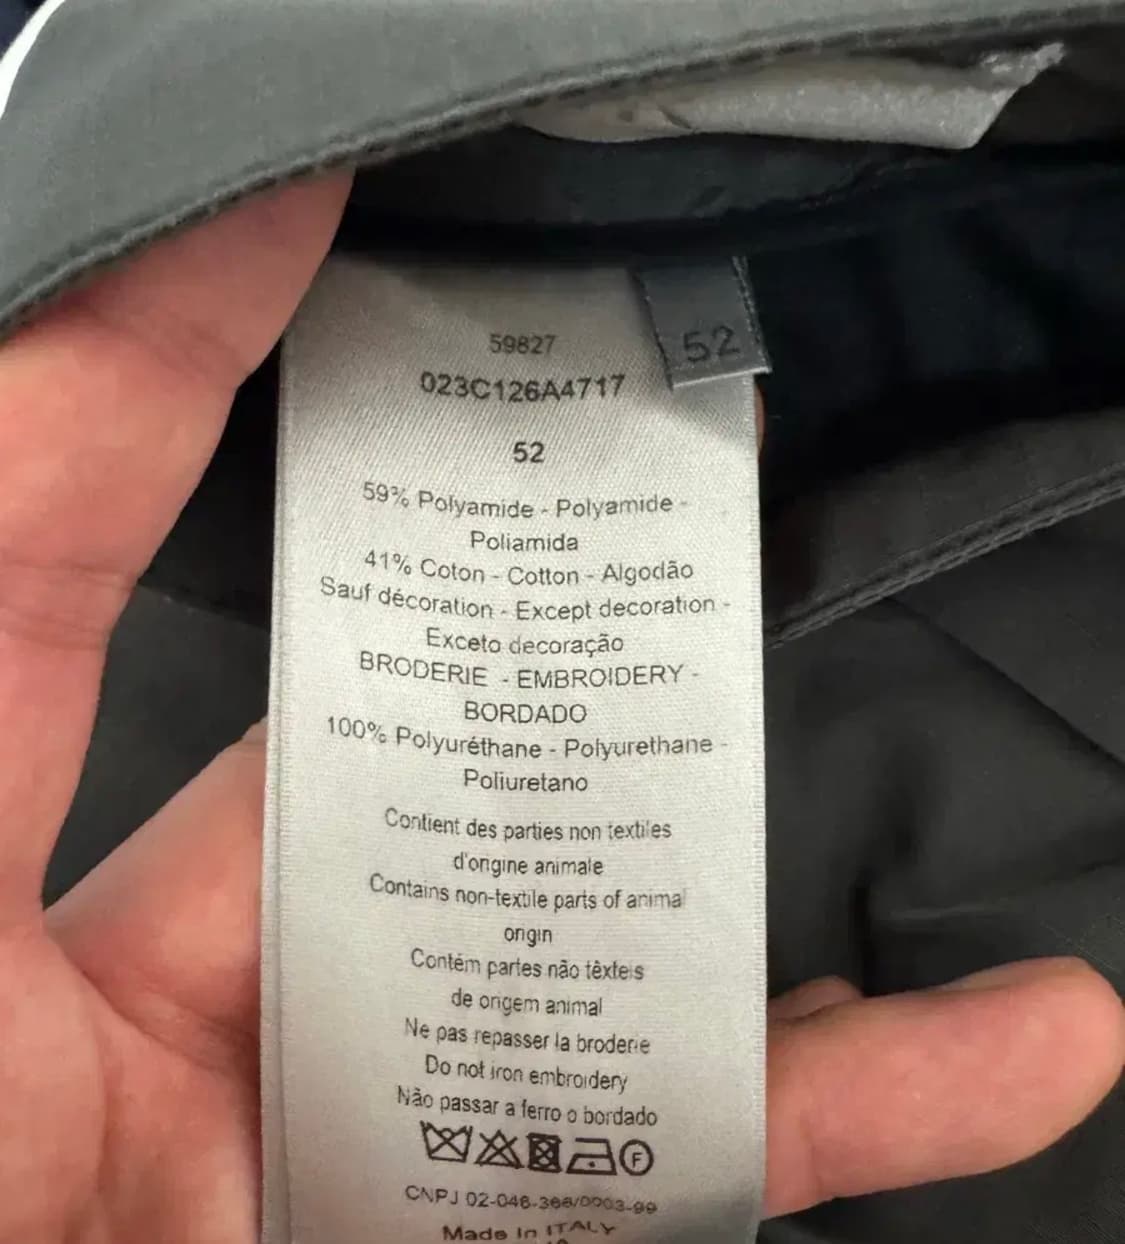 52
59827
023C126A4717
52
59% Polyamide - Polyamide -
Poliamida
41% Coton - Cotton - Algodão
Sauf décoration - Except decoration -
Exceto decoração
BRODERIE - EMBROIDERY -
BORDADO
100% Polyuréthane - Polyurethane -
Poliuretano
Contient des parties non textiles
d'origine animale
Contains non-textile parts of animal
origin
Contém partes não têxteis
de origem animal
Ne pas repasser la broderie
Do not iron embroidery
Não passar a ferro o bordado
F
CNPJ 02-046-366/0003-99
Made in ITALY